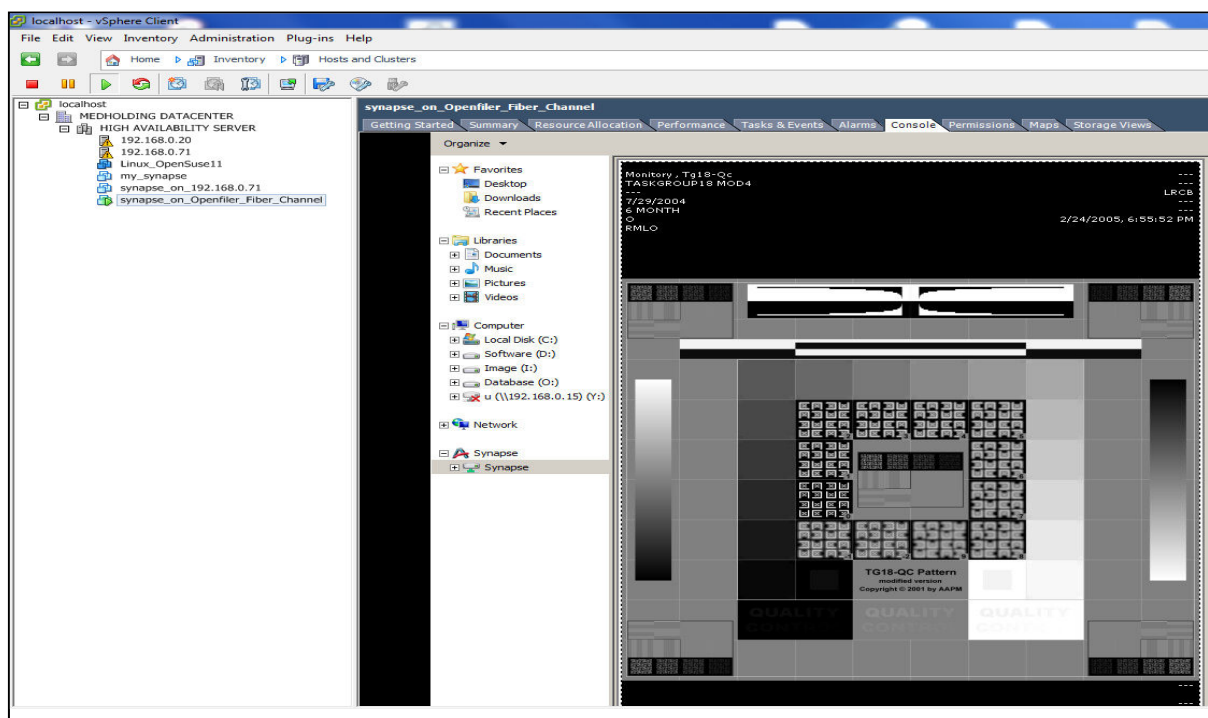 localhost - vSphere Client
File Edit View Inventory Administration Plug-ins Help
Home Inventory Hosts and Clusters
localhost
MEDHOLDING DATACENTER
HIGH AVAILABILITY SERVER
192.168.0.20
192.168.0.71
Linux_OpenSuse11
my_synapse
synapse_on_192.168.0.71
synapse_on_Openfiler_Fiber_Channel
synapse_on_Openfiler_Fiber_Channel
Getting Started Summary Resource Allocation Performance Tasks & Events Alarms Console Permissions Maps Storage Views
Organize
Favorites
Desktop
Downloads
Recent Places
Libraries
Documents
Music
Pictures
Videos
Computer
Local Disk (C:)
Software (D:)
Image (I:)
Database (O:)
u (\\192.168.0.15) (Y:)
Network
Synapse
Synapse
Monitory , Tg18-Qc
TASKGROUP18 MOD4
---
7/29/2004
6 MONTH
O
RMLO
---
LRCB
---
2/24/2005, 6:55:52 PM
TG18-QC Pattern
modified version
Copyright © 2001 by AAPM
QUALITY QUALITY QUALITY
---
---